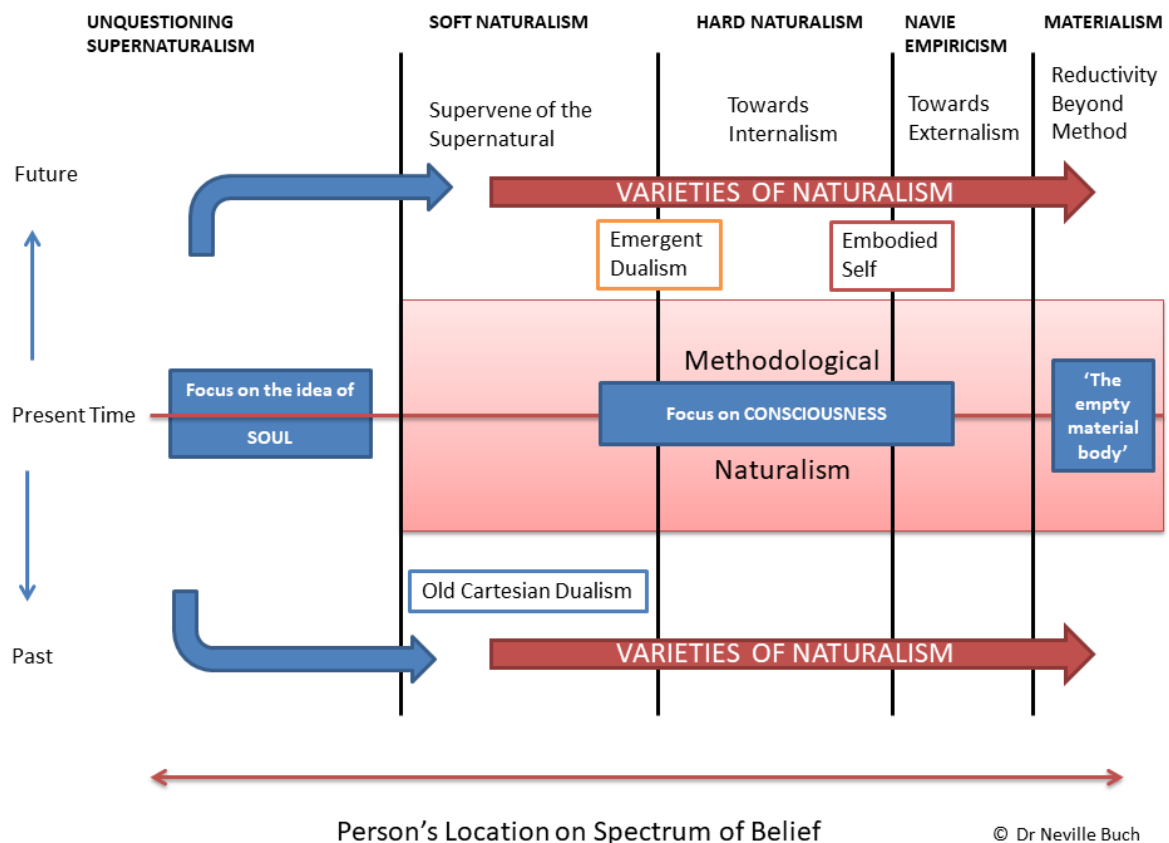 UNQUESTIONING
SUPERNATURALISM
SOFT NATURALISM
HARD NATURALISM
NAVIE
EMPIRICISM
MATERIALISM
Supervene of the
Supernatural
Towards
Internalism
Towards
Externalism
Reductivity
Beyond
Method
Future
VARIETIES OF NATURALISM
Emergent
Dualism
Embodied
Self
Methodological
Present Time
Focus on the idea of
SOUL
Focus on CONSCIOUSNESS
‘The
empty
material
body’
Naturalism
Old Cartesian Dualism
Past
VARIETIES OF NATURALISM
Person’s Location on Spectrum of Belief
© Dr Neville Buch